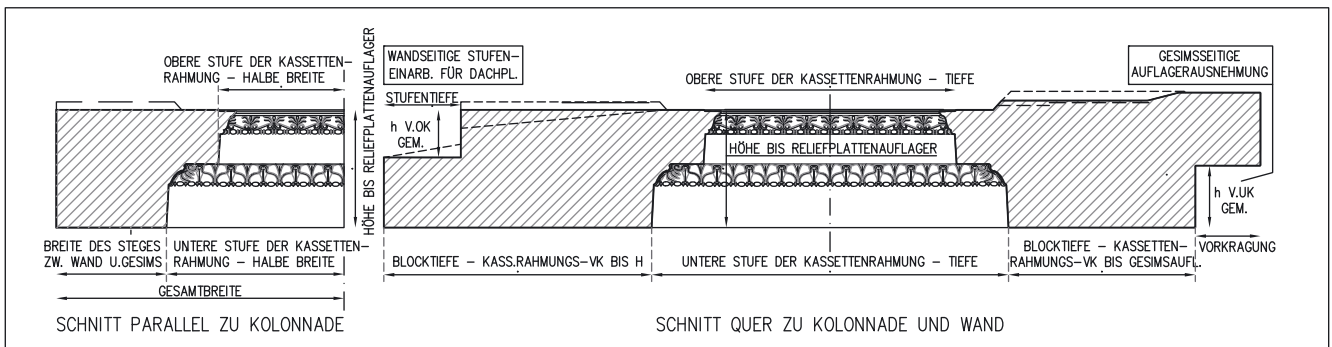 OBERE STUFE DER KASSETTEN-
RAHMUNG – HALBE BREITE
BREITE DES STEGES
ZW. WAND U.GESIMS
UNTERE STUFE DER KASSETTEN-
RAHMUNG – HALBE BREITE
GESAMTBREITE
SCHNITT PARALLEL ZU KOLONNADE
HÖHE BIS RELIEFPLATTENAUFLAGER
WANDSEITIGE STUFEN-
EINARB. FÜR DACHPL.
STUFENTIEFE
h V.OK
GEM.
OBERE STUFE DER KASSETTENRAHMUNG – TIEFE
HÖHE BIS RELIEFPLATTENAUFLAGER
GESIMSSEITIGE
AUFLAGERAUSNEHMUNG
h V.UK
GEM.
VORKRAGUNG
BLOCKTIEFE – KASS.RAHMUNGS-VK BIS H
UNTERE STUFE DER KASSETTENRAHMUNG – TIEFE
BLOCKTIEFE – KASSETTEN-
RAHMUNGS-VK BIS GESIMSAUFL.
SCHNITT QUER ZU KOLONNADE UND WAND